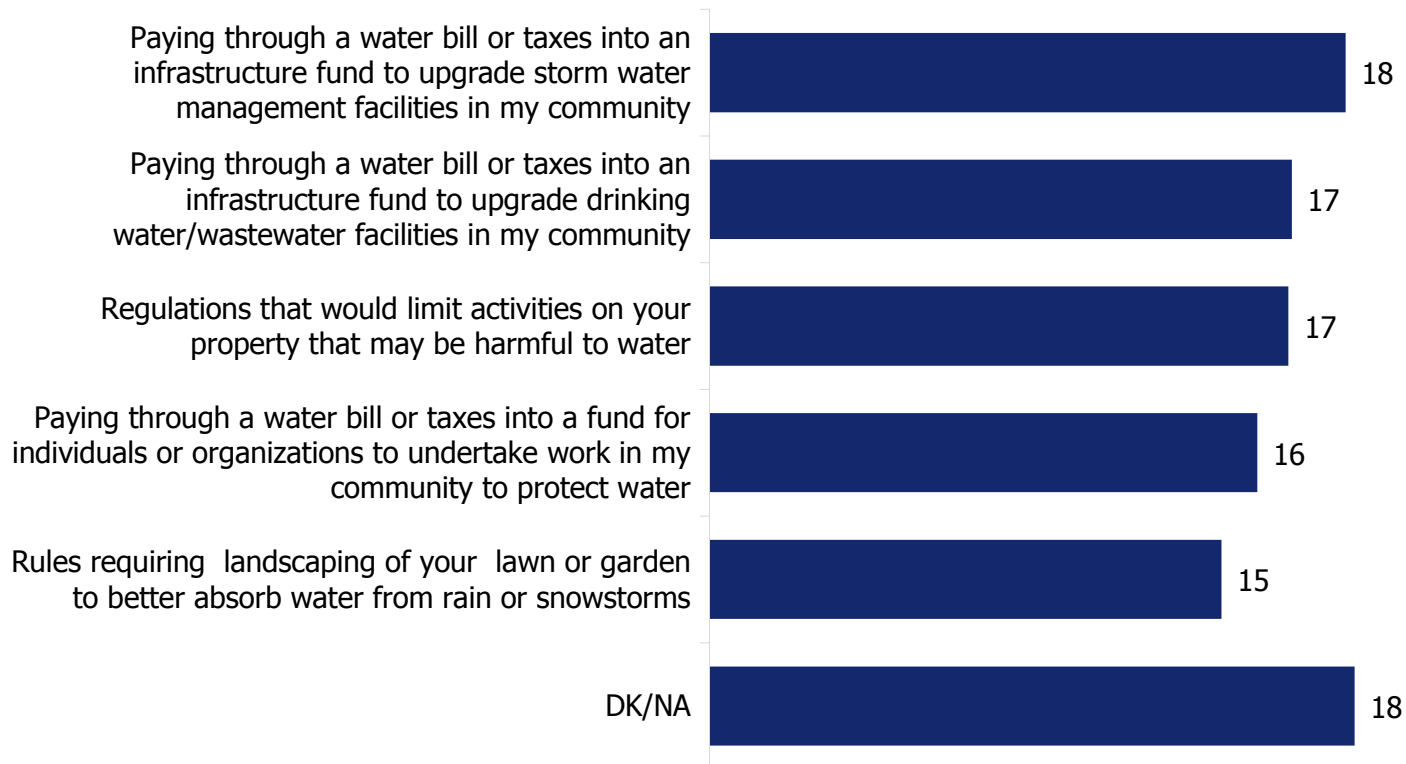 Paying through a water bill or taxes into an
infrastructure fund to upgrade storm water
management facilities in my community
18
Paying through a water bill or taxes into an
infrastructure fund to upgrade drinking
water/wastewater facilities in my community
17
Regulations that would limit activities on your
property that may be harmful to water
17
Paying through a water bill or taxes into a fund for
individuals or organizations to undertake work in my
community to protect water
16
Rules requiring  landscaping of your  lawn or garden
to better absorb water from rain or snowstorms
15
DK/NA
18